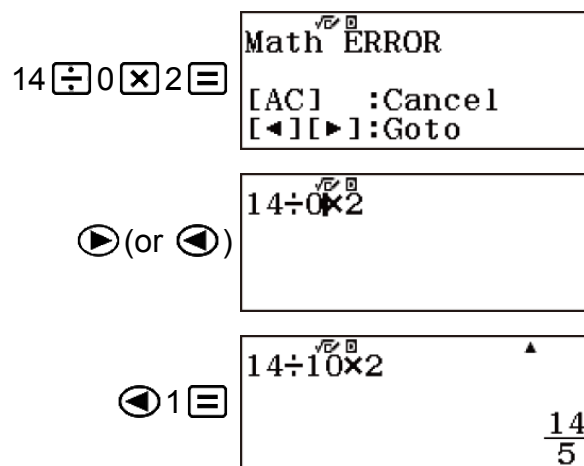 14 ÷ 0 × 2 =
√▱ D
Math ERROR
[AC] :Cancel
[◄][►]:Goto
► (or ◄)
√▱ D
14÷0×2
◄ 1 =
√▱ D ▲
14÷10×2
14
5